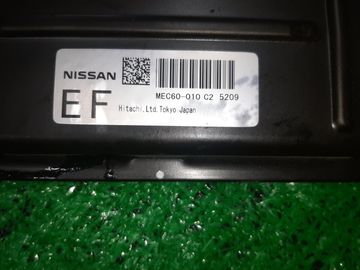 NISSAN
MEC60-010 C2 5209
EF
Hitachi,Ltd.Tokyo Japan